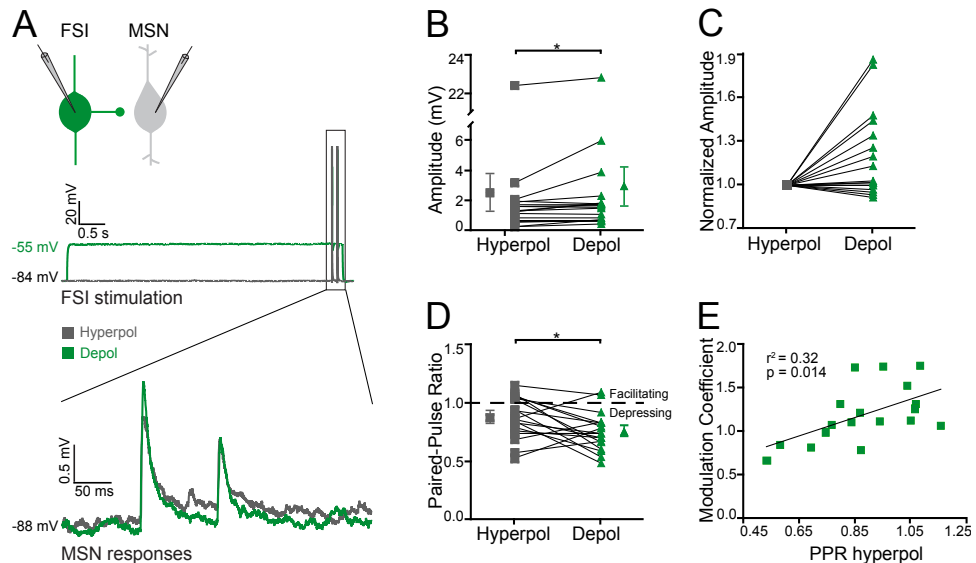 A
FSI
MSN
20 mV
0.5 s
-55 mV
-84 mV
FSI stimulation
Hyperpol
Depol
0.5 mV
50 ms
-88 mV
MSN responses
B
*
Amplitude (mV)
24
22
6
4
2
0
Hyperpol
Depol
C
Normalized Amplitude
1.9
1.6
1.3
1.0
0.7
Hyperpol
Depol
D
*
Paired-Pulse Ratio
1.5
1.0
0.5
0.0
Facilitating
Depressing
Hyperpol
Depol
E
Modulation Coefficient
r² = 0.32
p = 0.014
2.0
1.5
1.0
0.5
0.0
0.45
0.65
0.85
1.05
1.25
PPR hyperpol